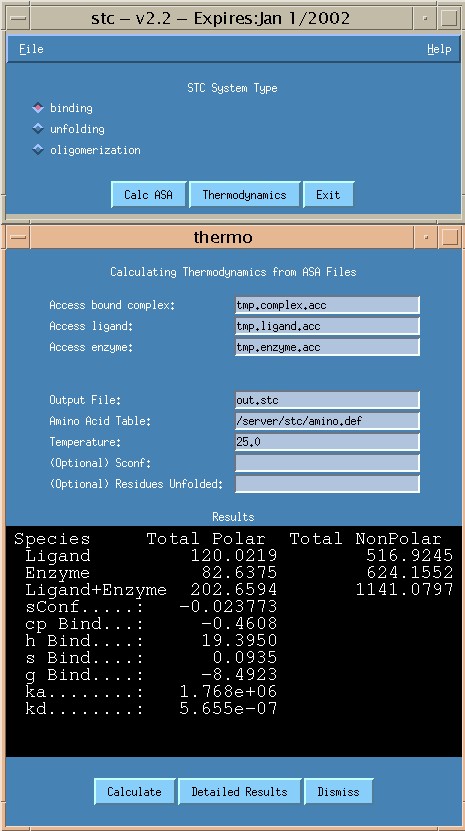 stc – v2.2 – Expires:Jan 1/2002
File Help
STC System Type
binding
unfolding
oligomerization
Calc ASA Thermodynamics Exit
thermo
Calculating Thermodynamics from ASA Files
Access bound complex: tmp.complex.acc
Access ligand: tmp.ligand.acc
Access enzyme: tmp.enzyme.acc
Output File: out.stc
Amino Acid Table: /server/stc/amino.def
Temperature: 25.0
(Optional) Sconf:
(Optional) Residues Unfolded:
Results
Species Total Polar Total NonPolar
Ligand 120.0219 516.9245
Enzyme 82.6375 624.1552
Ligand+Enzyme 202.6594 1141.0797
sConf.....: -0.023773
cp Bind...: -0.4608
h Bind....: 19.3950
s Bind....: 0.0935
g Bind....: -8.4923
ka........: 1.768e+06
kd........: 5.655e-07
Calculate Detailed Results Dismiss